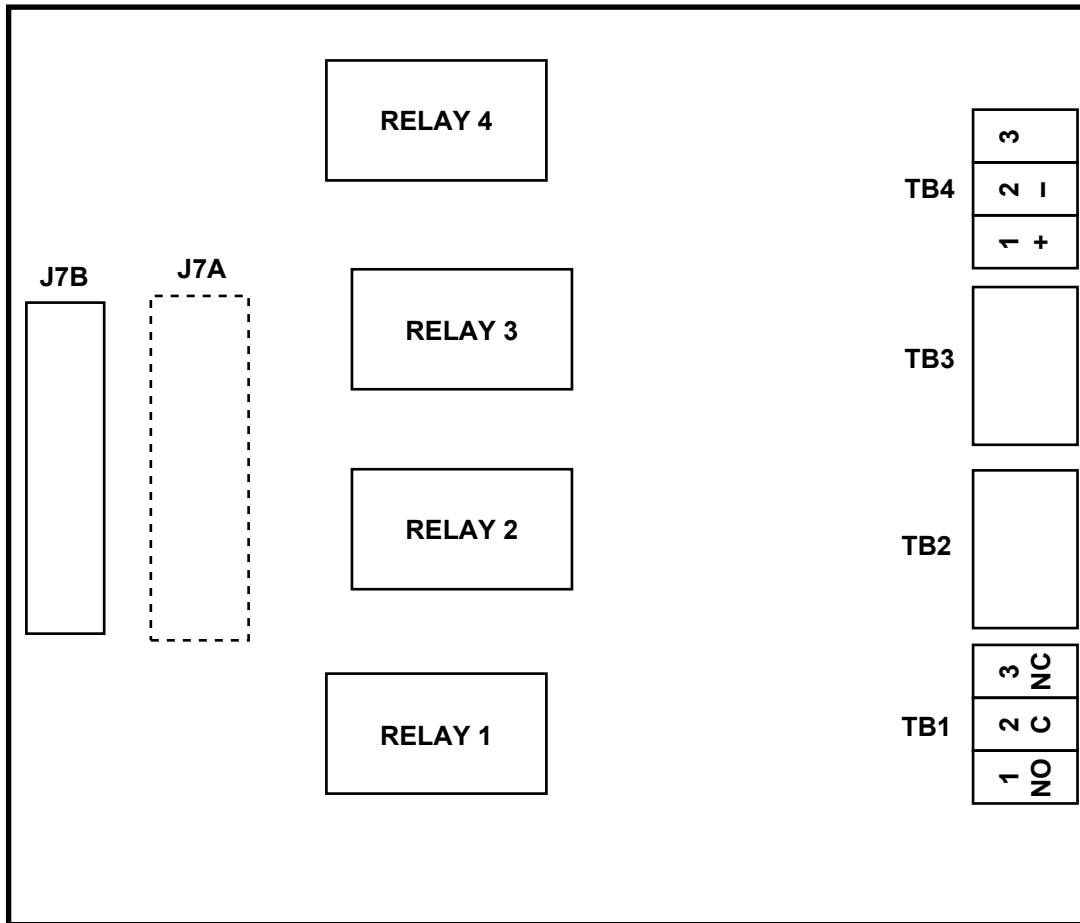 RELAY 4
3
TB4
2 –
1 +
J7B
J7A
RELAY 3
TB3
RELAY 2
TB2
3 NC
RELAY 1
TB1
2 C
1 NO